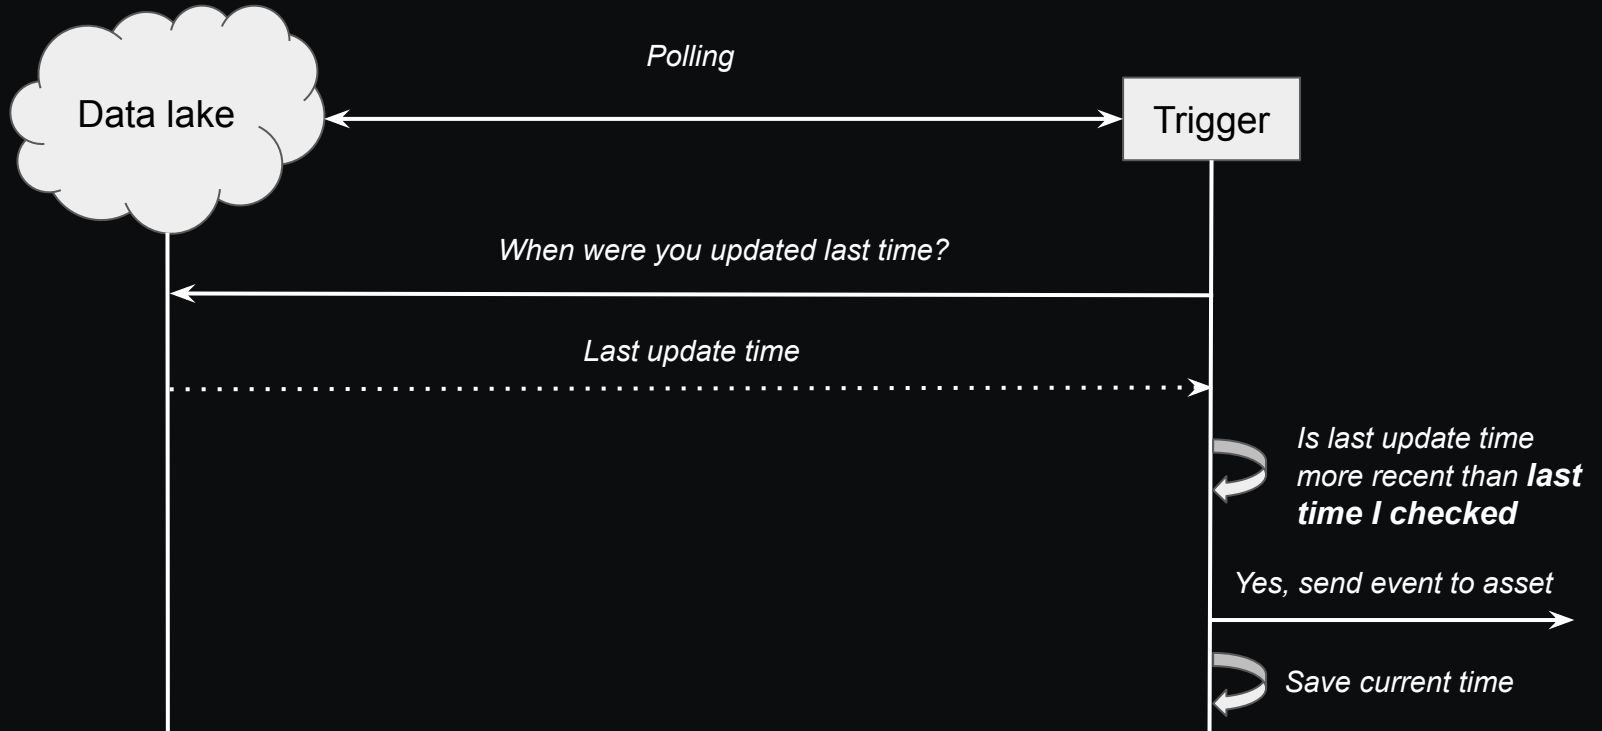 Polling
Data lake
Trigger
When were you updated last time?
Last update time
Is last update time
more recent than last
time I checked
Yes, send event to asset
Save current time